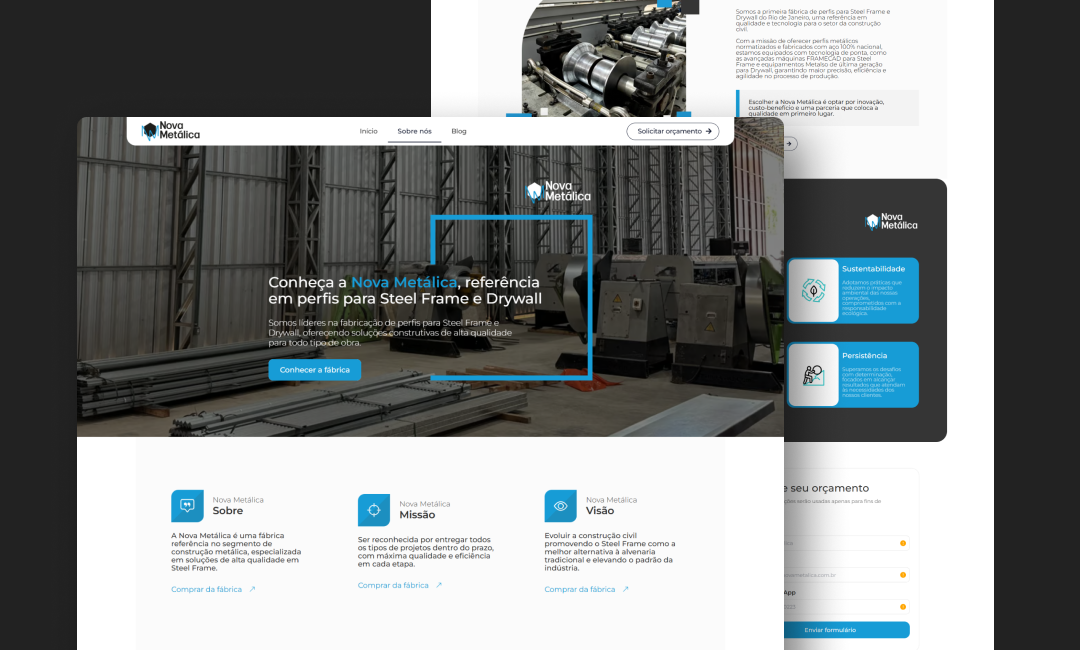 Somos a primeira fábrica de perfis para Steel Frame e
Drywall do Rio de Janeiro, uma referência em
qualidade e tecnologia para o setor da construção
civil.
Com a missão de oferecer perfis metálicos
normatizados e fabricados com aço 100% nacional,
estamos equipados com tecnologia de ponta, como
as avançadas máquinas FRAMECAD para Steel
Frame e equipamentos Metalso de última geração
para Drywall, garantindo maior precisão, eficiência e
agilidade no processo de produção.
Escolher a Nova Metálica é optar por inovação,
custo-benefício e uma parceria que coloca a
qualidade em primeiro lugar.
Nova
Metálica
Início
Sobre nós
Blog
Solicitar orçamento
Nova
Metálica
Conheça a Nova Metálica, referência
em perfis para Steel Frame e Drywall
Somos líderes na fabricação de perfis para Steel Frame e
Drywall, oferecendo soluções construtivas de alta qualidade
para todo tipo de obra.
Conhecer a fábrica
Nova
Metálica
Sustentabilidade
Adotamos práticas que
reduzem o impacto
ambiental das nossas
operações,
comprometidos com a
responsabilidade
ecológica.
Persistência
Superamos os desafios
com determinação,
focados em alcançar
resultados que atendem
às necessidades dos
nossos clientes.
Nova Metálica
Sobre
A Nova Metálica é uma fábrica
referência no segmento de
construção metálica, especializada
em soluções de alta qualidade em
Steel Frame.
Comprar da fábrica
Nova Metálica
Missão
Ser reconhecida por entregar todos
os tipos de projetos dentro do prazo,
com máxima qualidade e eficiência
em cada etapa.
Comprar da fábrica
Nova Metálica
Visão
Evoluir a construção civil
promovendo o Steel Frame como a
melhor alternativa à alvenaria
tradicional e elevando o padrão da
indústria.
Comprar da fábrica
e seu orçamento
ções serão usadas apenas para fins de
App
Enviar formulário